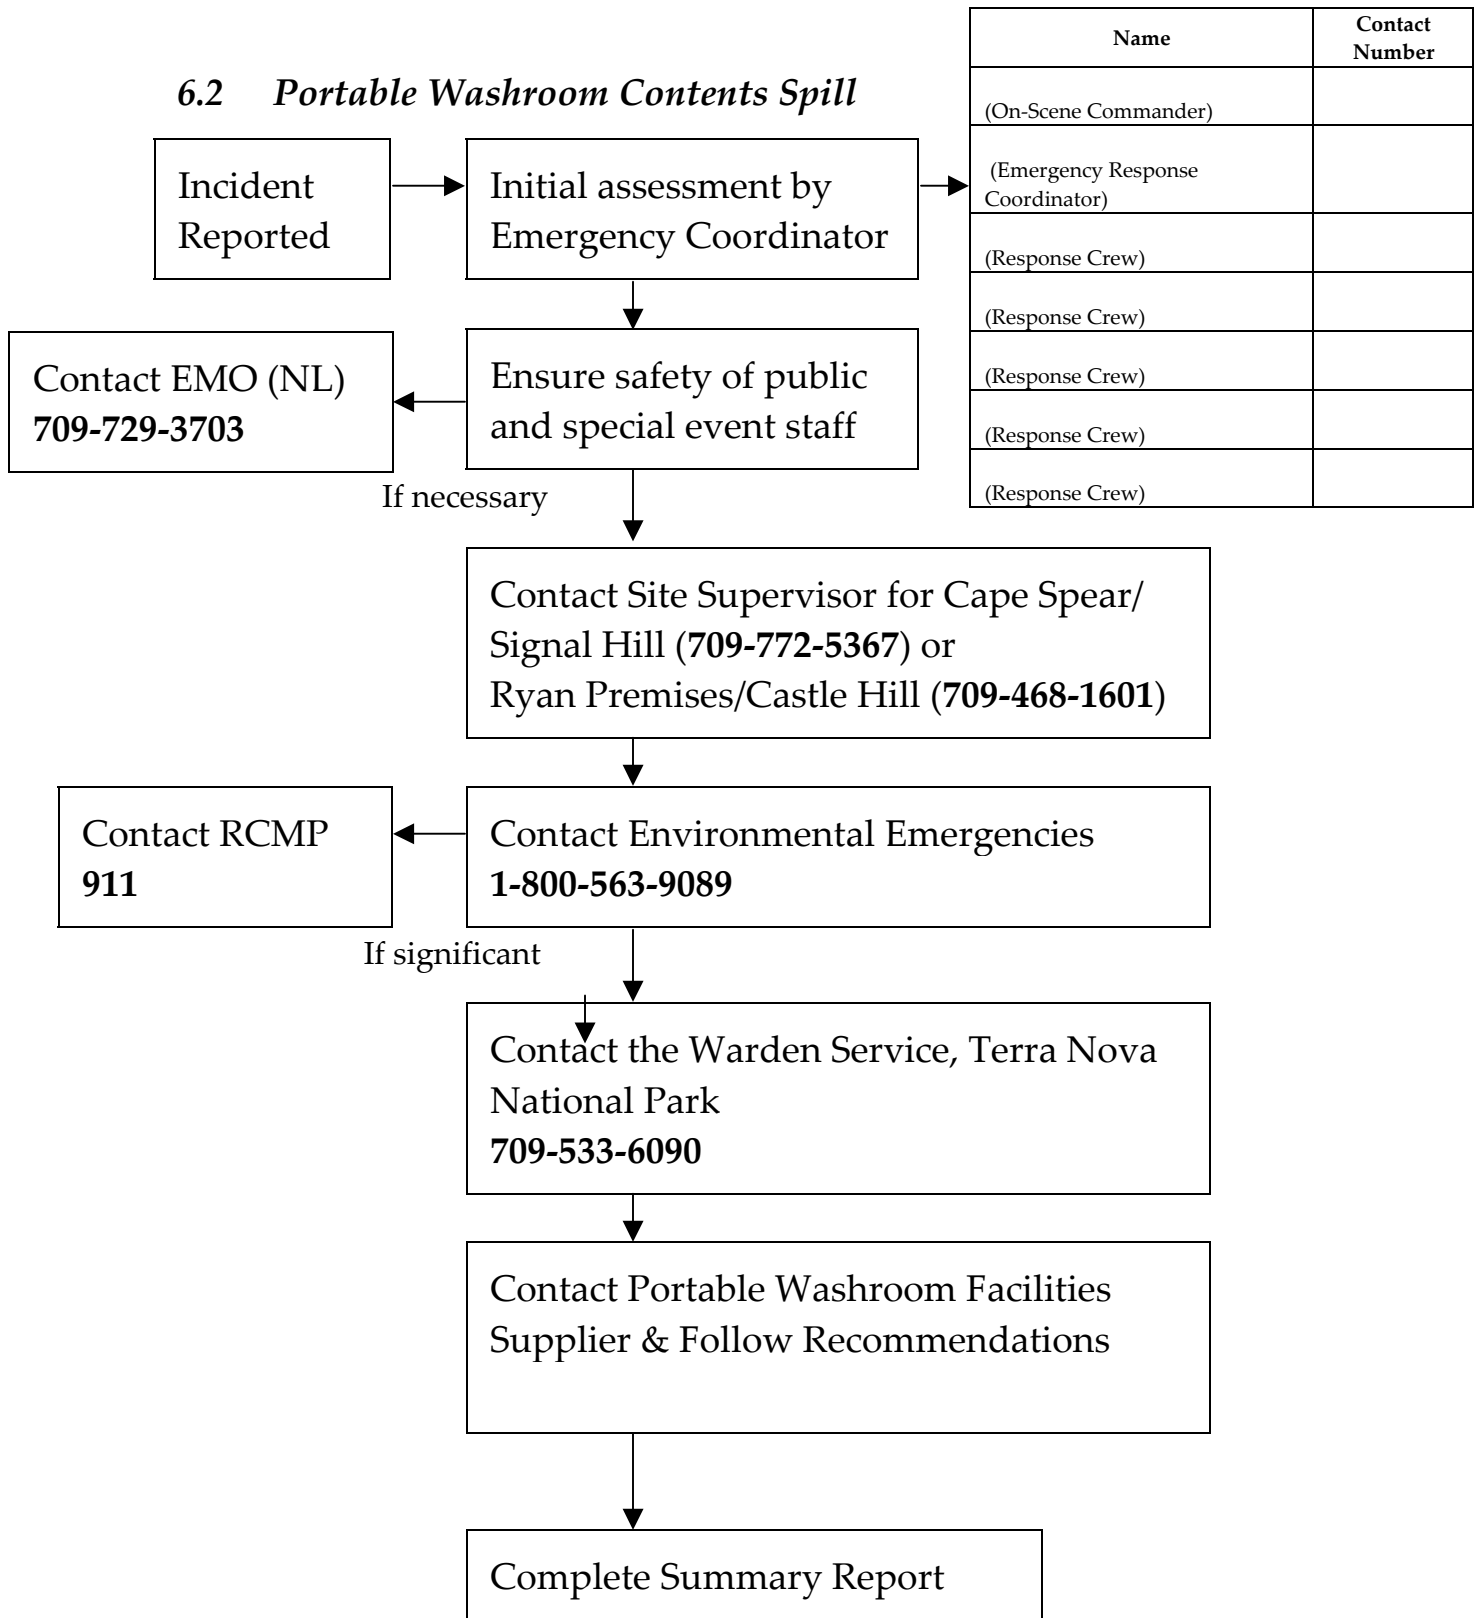 6.2 Portable Washroom Contents Spill
Name
Contact
Number
(On-Scene Commander)
(Emergency Response
Coordinator)
(Response Crew)
(Response Crew)
(Response Crew)
(Response Crew)
(Response Crew)
Incident
Reported
Initial assessment by
Emergency Coordinator
Contact EMO (NL)
709-729-3703
Ensure safety of public
and special event staff
If necessary
Contact Site Supervisor for Cape Spear/
Signal Hill (709-772-5367) or
Ryan Premises/Castle Hill (709-468-1601)
Contact RCMP
911
Contact Environmental Emergencies
1-800-563-9089
If significant
Contact the Warden Service, Terra Nova
National Park
709-533-6090
Contact Portable Washroom Facilities
Supplier & Follow Recommendations
Complete Summary Report